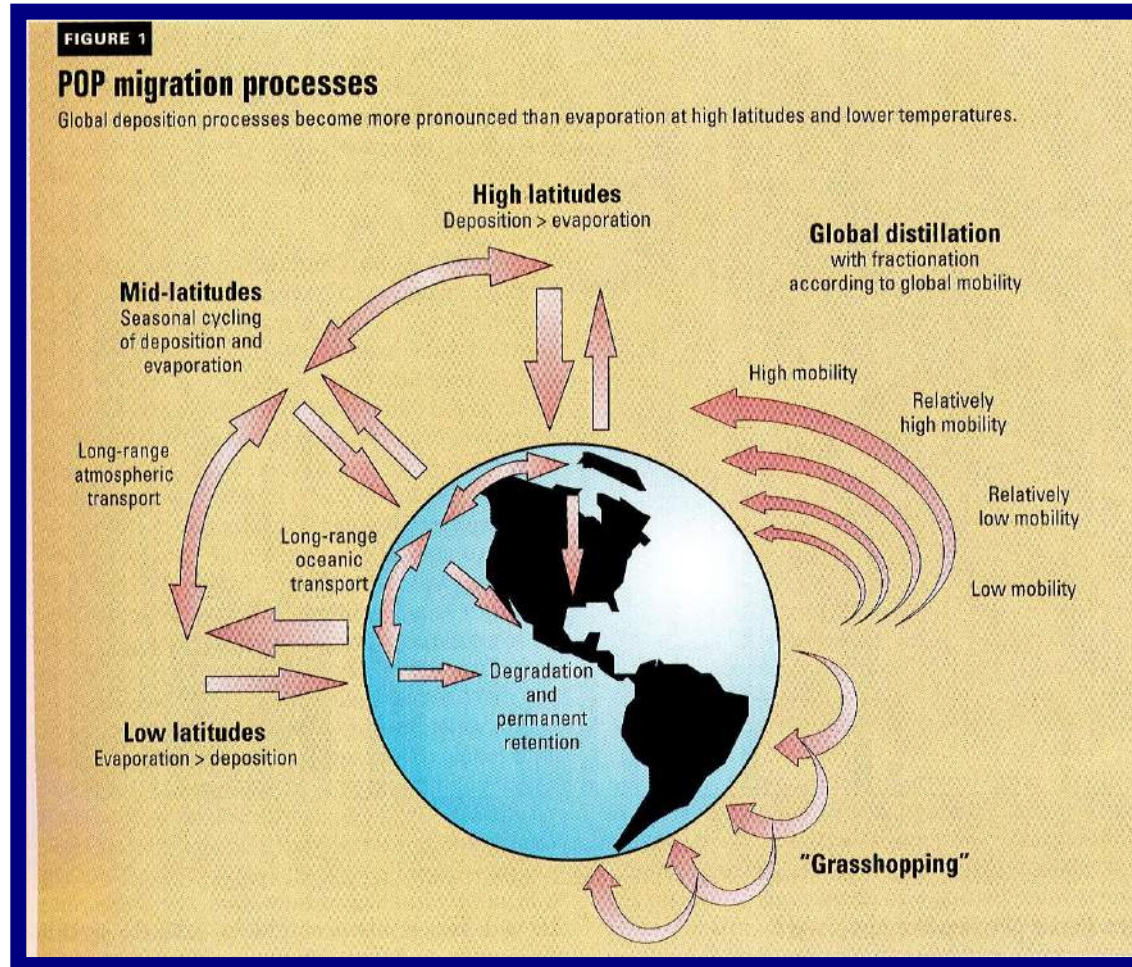 FIGURE 1
POP migration processes
Global deposition processes become more pronounced than evaporation at high latitudes and lower temperatures.
High latitudes
Deposition > evaporation
Global distillation
with fractionation
according to global mobility
Mid-latitudes
Seasonal cycling
of deposition and
evaporation
High mobility
Relatively
high mobility
Long-range
atmospheric
transport
Relatively
low mobility
Long-range
oceanic
transport
Low mobility
Degradation
and
permanent
retention
Low latitudes
Evaporation > deposition
"Grasshopping"